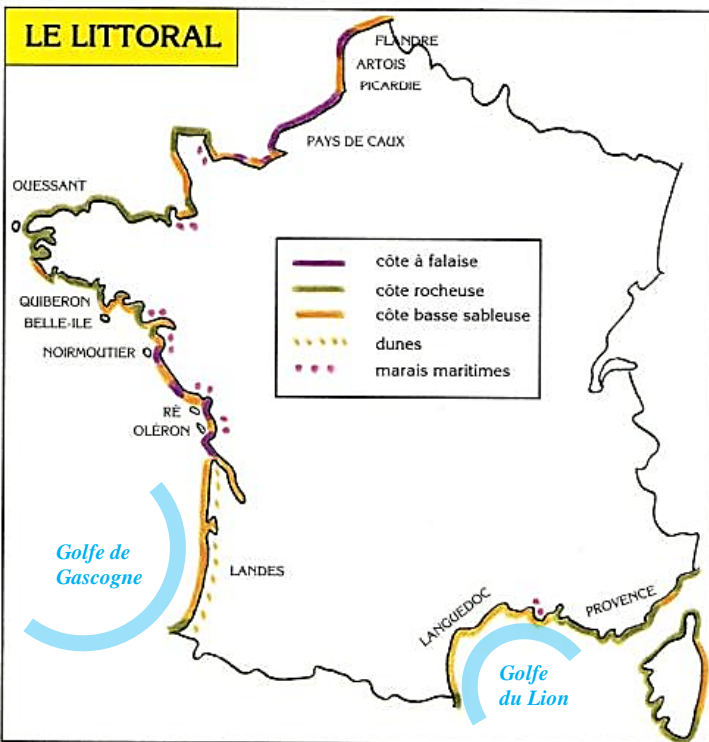 LE LITTORAL
FLANDRE
ARTOIS
PICARDIE
PAYS DE CAUX
OUESSANT
côte à falaise
côte rocheuse
côte basse sableuse
dunes
marais maritimes
QUIBERON
BELLE-ILE
NOIRMOUTIER
RÉ
OLÉRON
Golfe de
Gascogne
LANDES
LANGUEDOC
PROVENCE
Golfe
du Lion